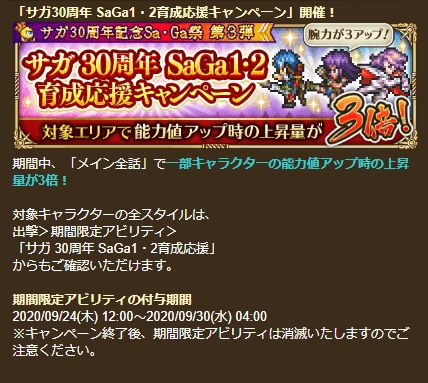 「サガ30周年 SaGa1・2育成応援キャンペーン」開催！
サガ30周年記念Sa・Ga祭 第3弾
腕力が3アップ！
サガ30周年 SaGa1・2
育成応援キャンペーン
対象エリアで能力値アップ時の上昇量が
3倍！
期間中、「メイン全話」で一部キャラクターの能力値アップ時の上昇
量が3倍！
対象キャラクターの全スタイルは、
出撃＞期間限定アビリティ＞
「サガ 30周年 SaGa1・2育成応援」
からもご確認いただけます。
期間限定アビリティの付与期間
2020/09/24(木) 12:00～2020/09/30(水) 04:00
※キャンペーン終了後、期間限定アビリティは消滅いたしますのでご
注意ください。